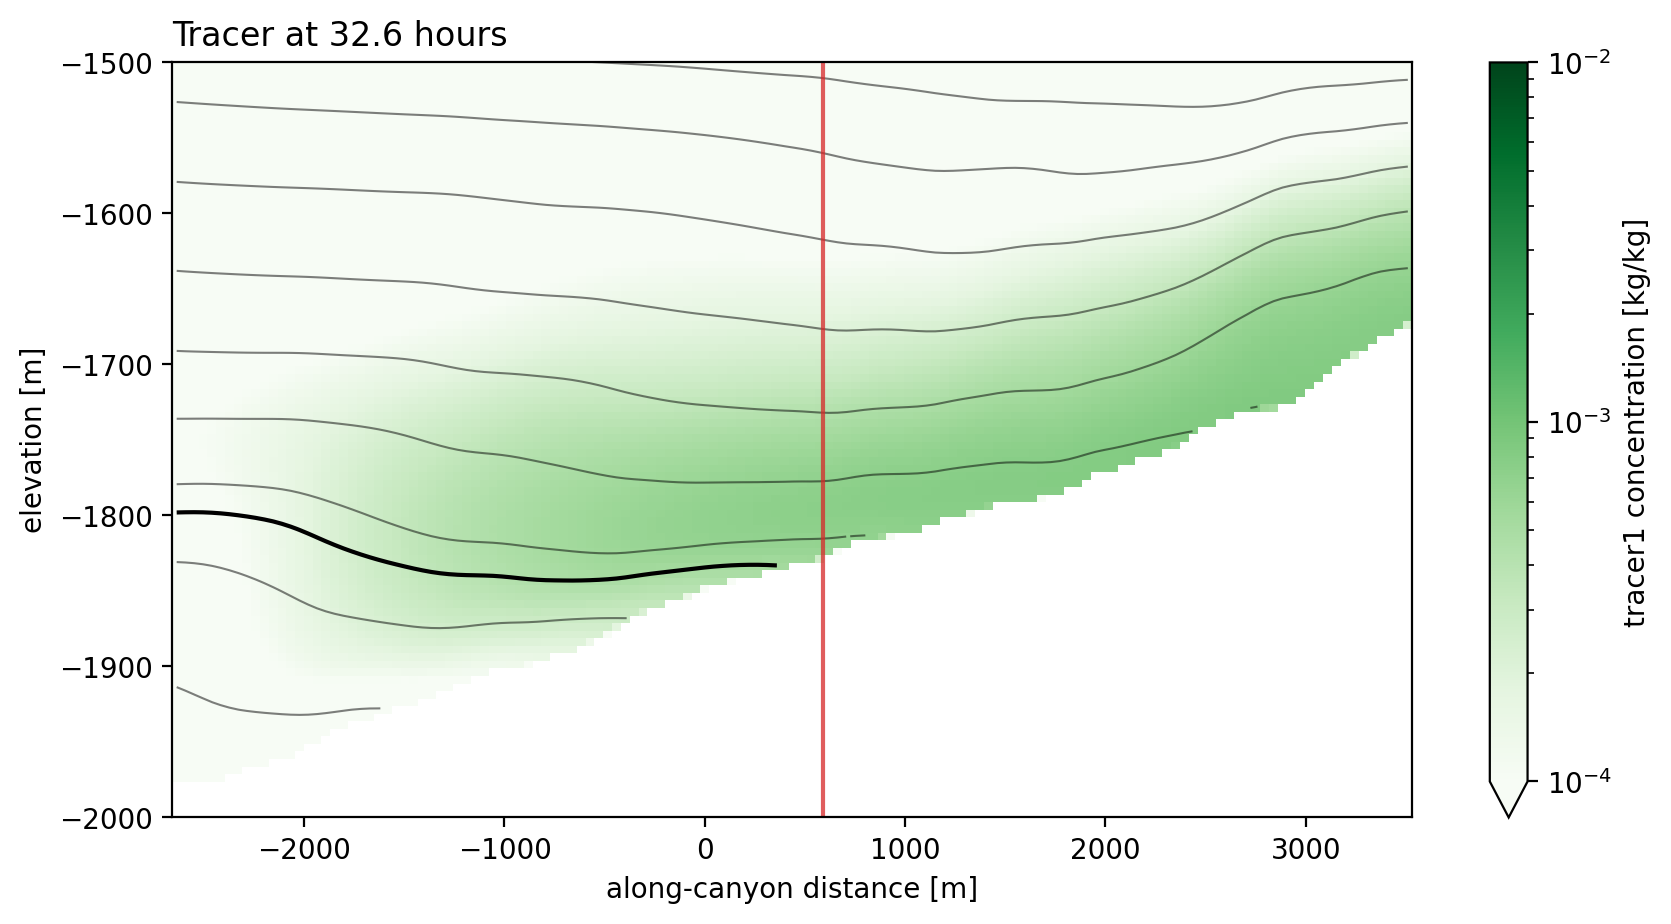 Tracer at 32.6 hours
−1500
−1600
−1700
−1800
−1900
−2000
elevation [m]
−2000 −1000 0 1000 2000 3000
along-canyon distance [m]
10⁻²
10⁻³
10⁻⁴
tracer1 concentration [kg/kg]